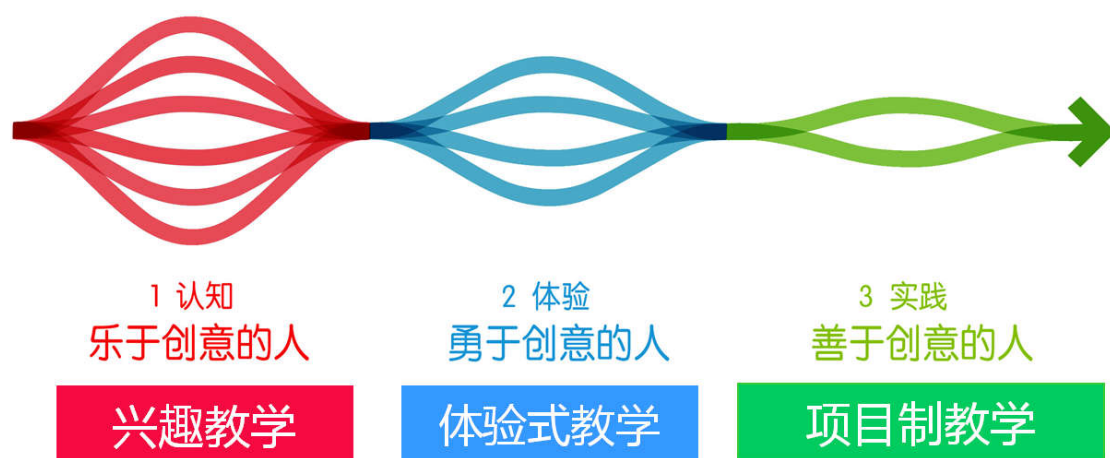 1 认知
乐于创意的人
兴趣教学
2 体验
勇于创意的人
体验式教学
3 实践
善于创意的人
项目制教学